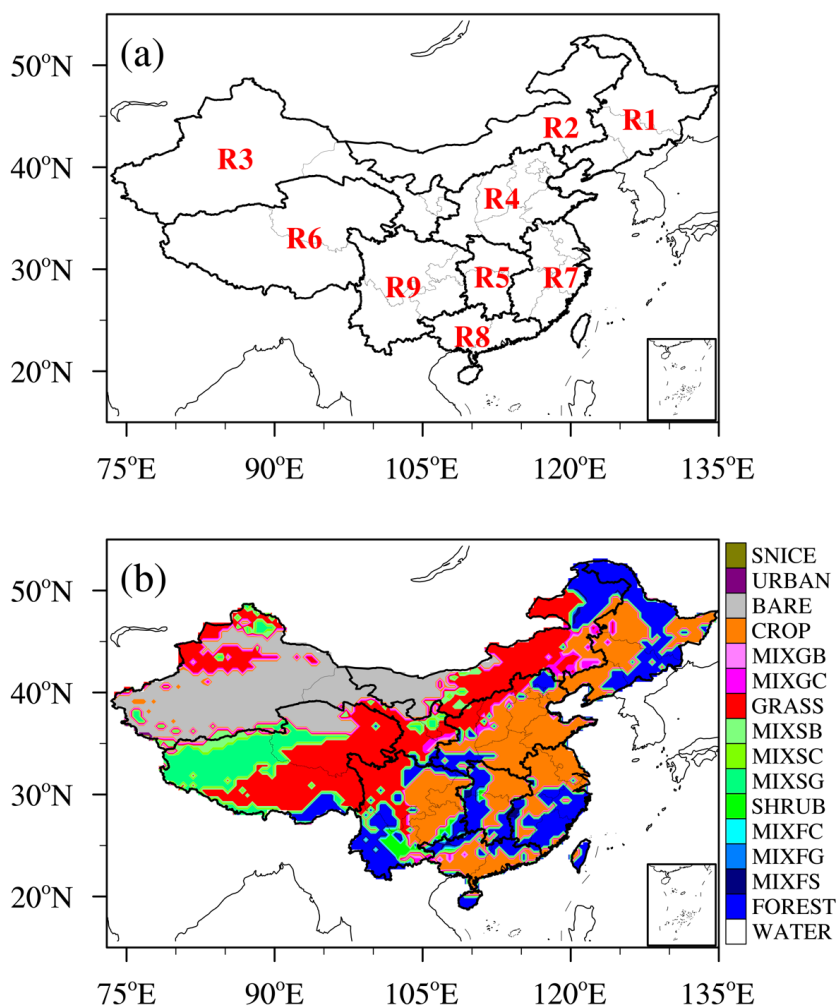 (a)
50°N
40°N
30°N
20°N
R1
R2
R3
R4
R6
R5
R7
R9
R8
75°E 90°E 105°E 120°E 135°E
(b)
50°N
40°N
30°N
20°N
75°E 90°E 105°E 120°E 135°E
SNICE
URBAN
BARE
CROP
MIXGB
MIXGC
GRASS
MIXSB
MIXSC
MIXSG
SHRUB
MIXFC
MIXFG
MIXFS
FOREST
WATER